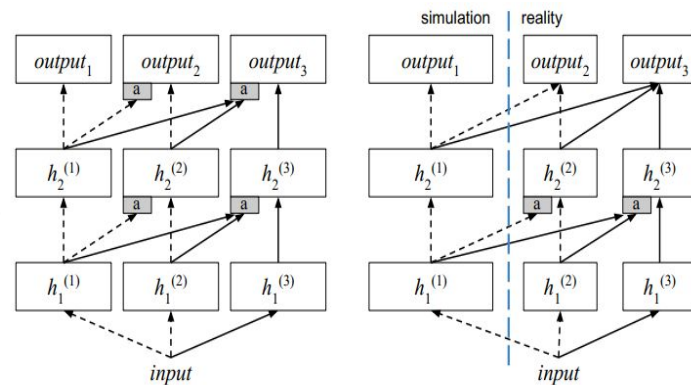 simulation reality
output₁ output₂ output₃ output₁ output₂ output₃
a a
h₂⁽¹⁾ h₂⁽²⁾ h₂⁽³⁾ h₂⁽¹⁾ h₂⁽²⁾ h₂⁽³⁾
a a a a
h₁⁽¹⁾ h₁⁽²⁾ h₁⁽³⁾ h₁⁽¹⁾ h₁⁽²⁾ h₁⁽³⁾
input input